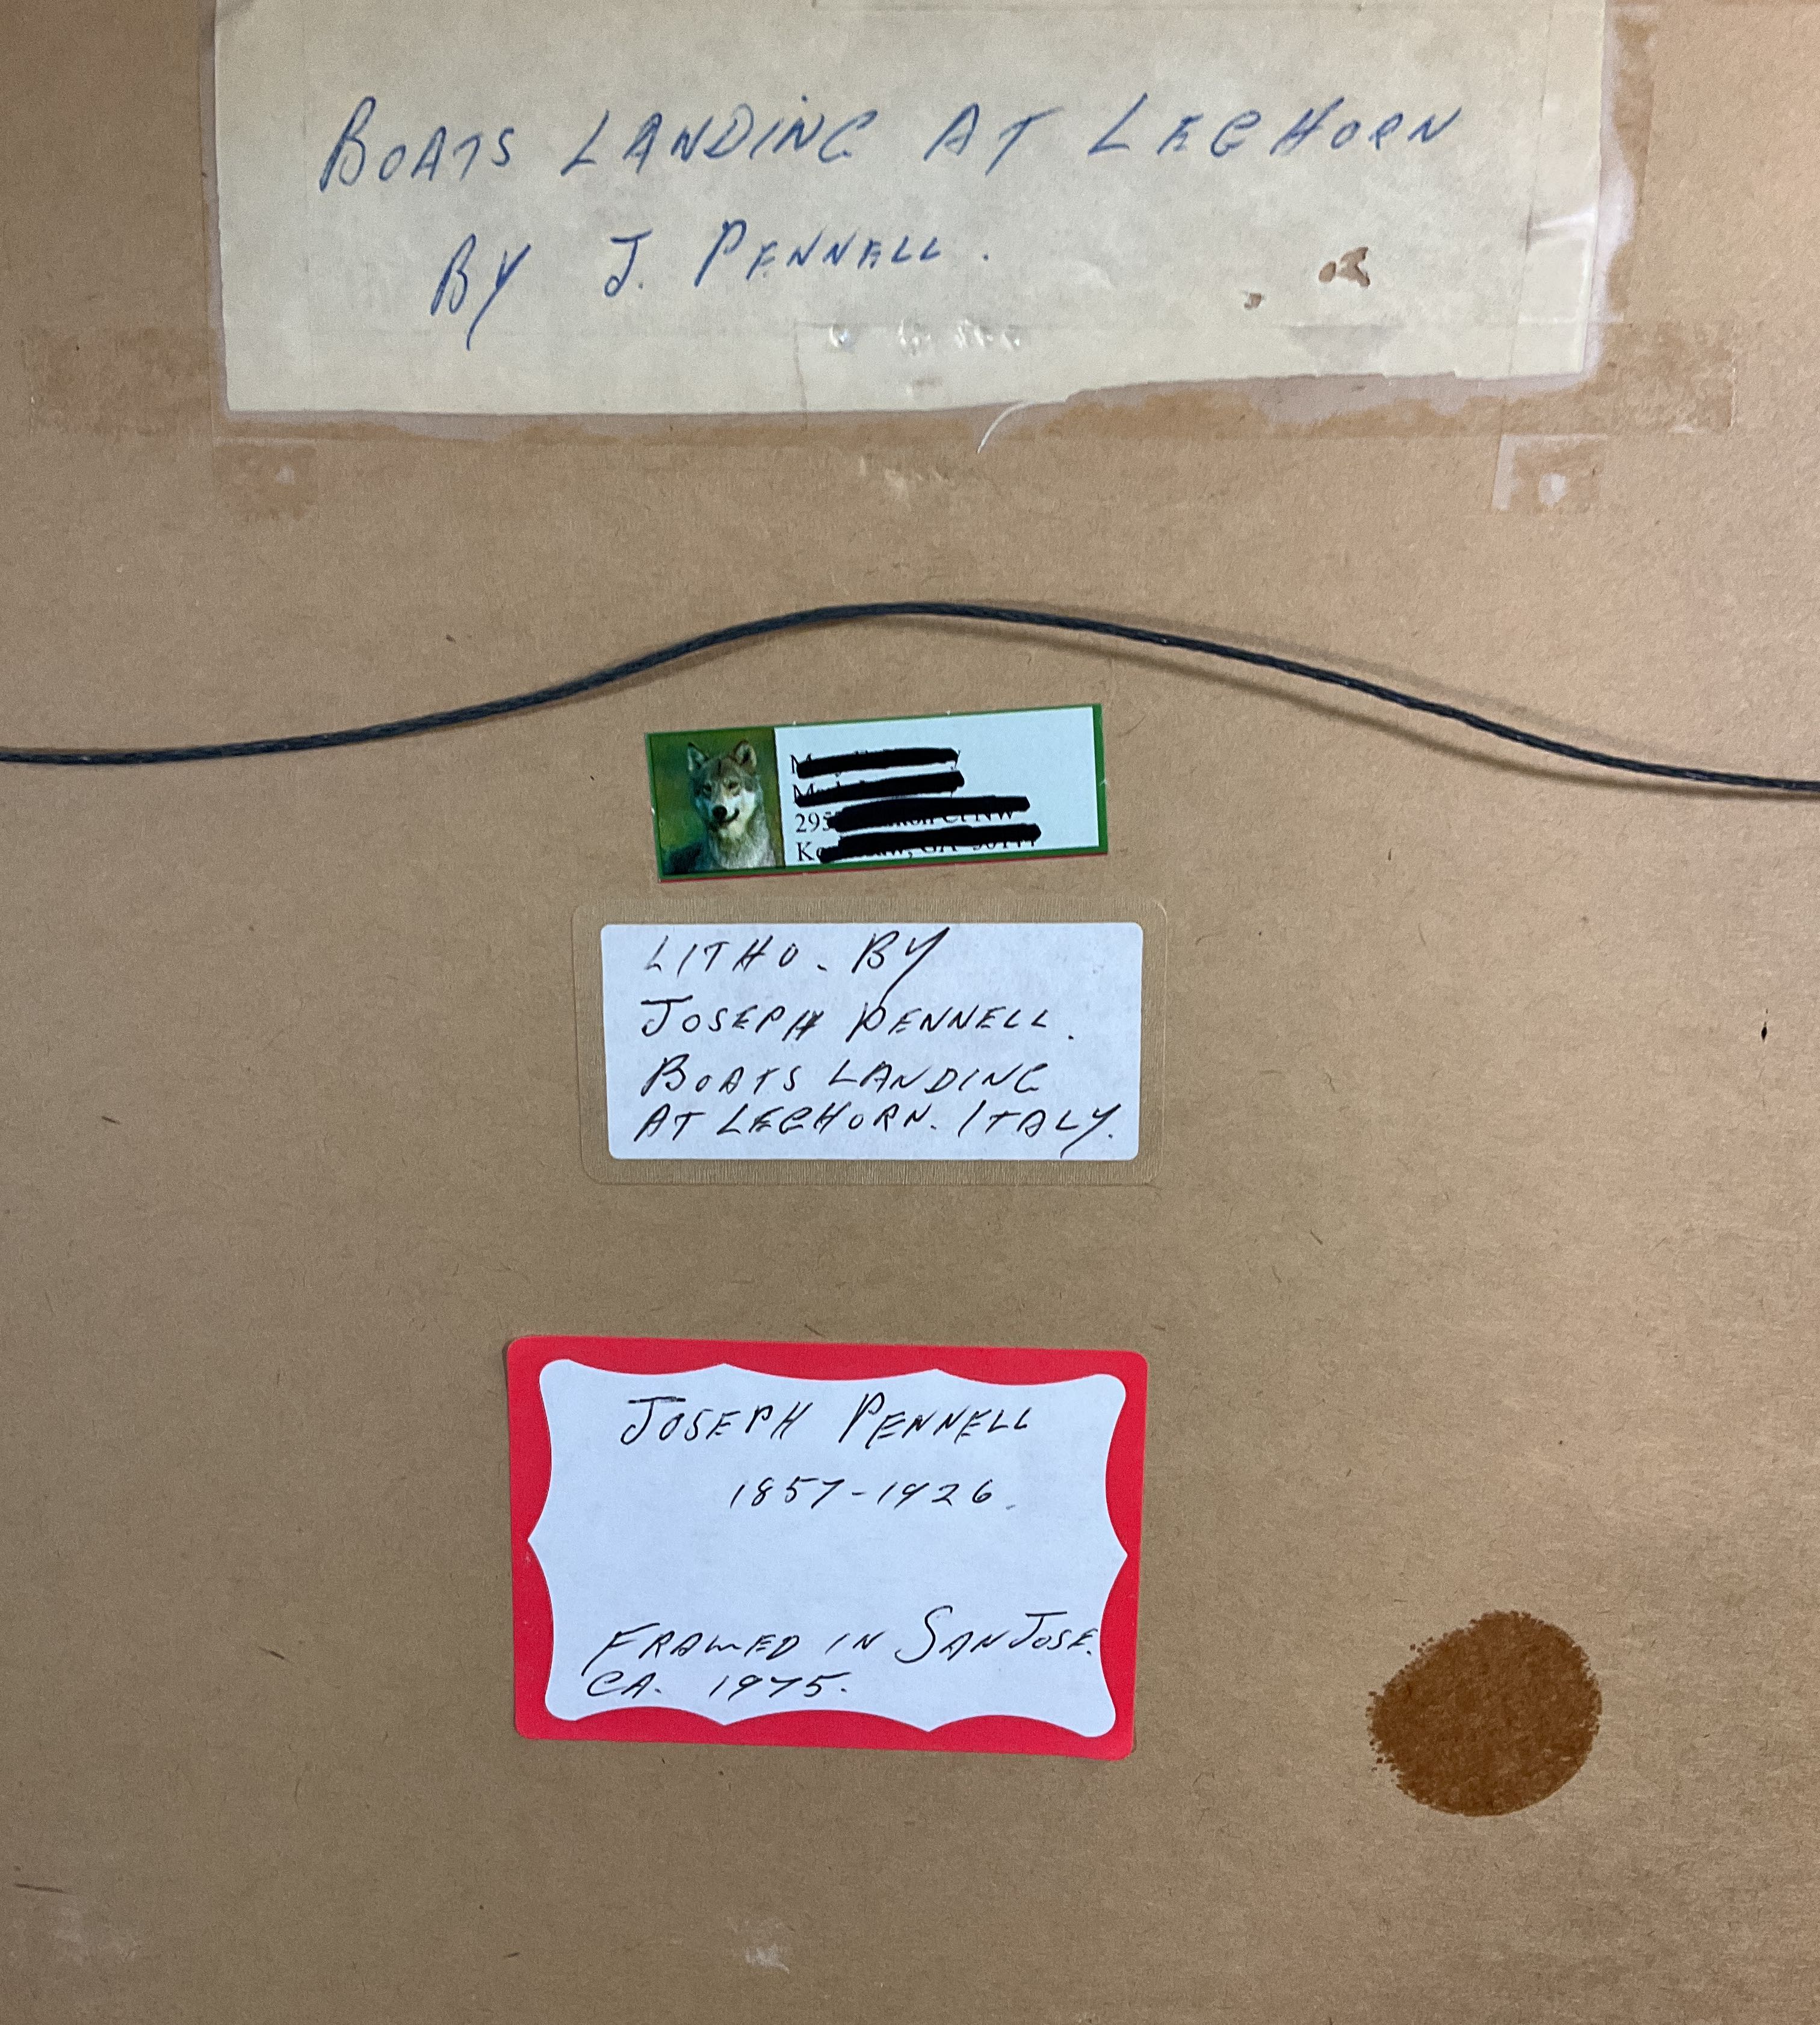 BOATS LANDING AT LEGHORN
BY J. PENNELL.
LITHO. BY
JOSEPH PENNELL.
BOATS LANDING
AT LEGHORN. ITALY.
JOSEPH PENNELL
1857-1926.
FRAMED IN SAN JOSE.
CA. 1975.